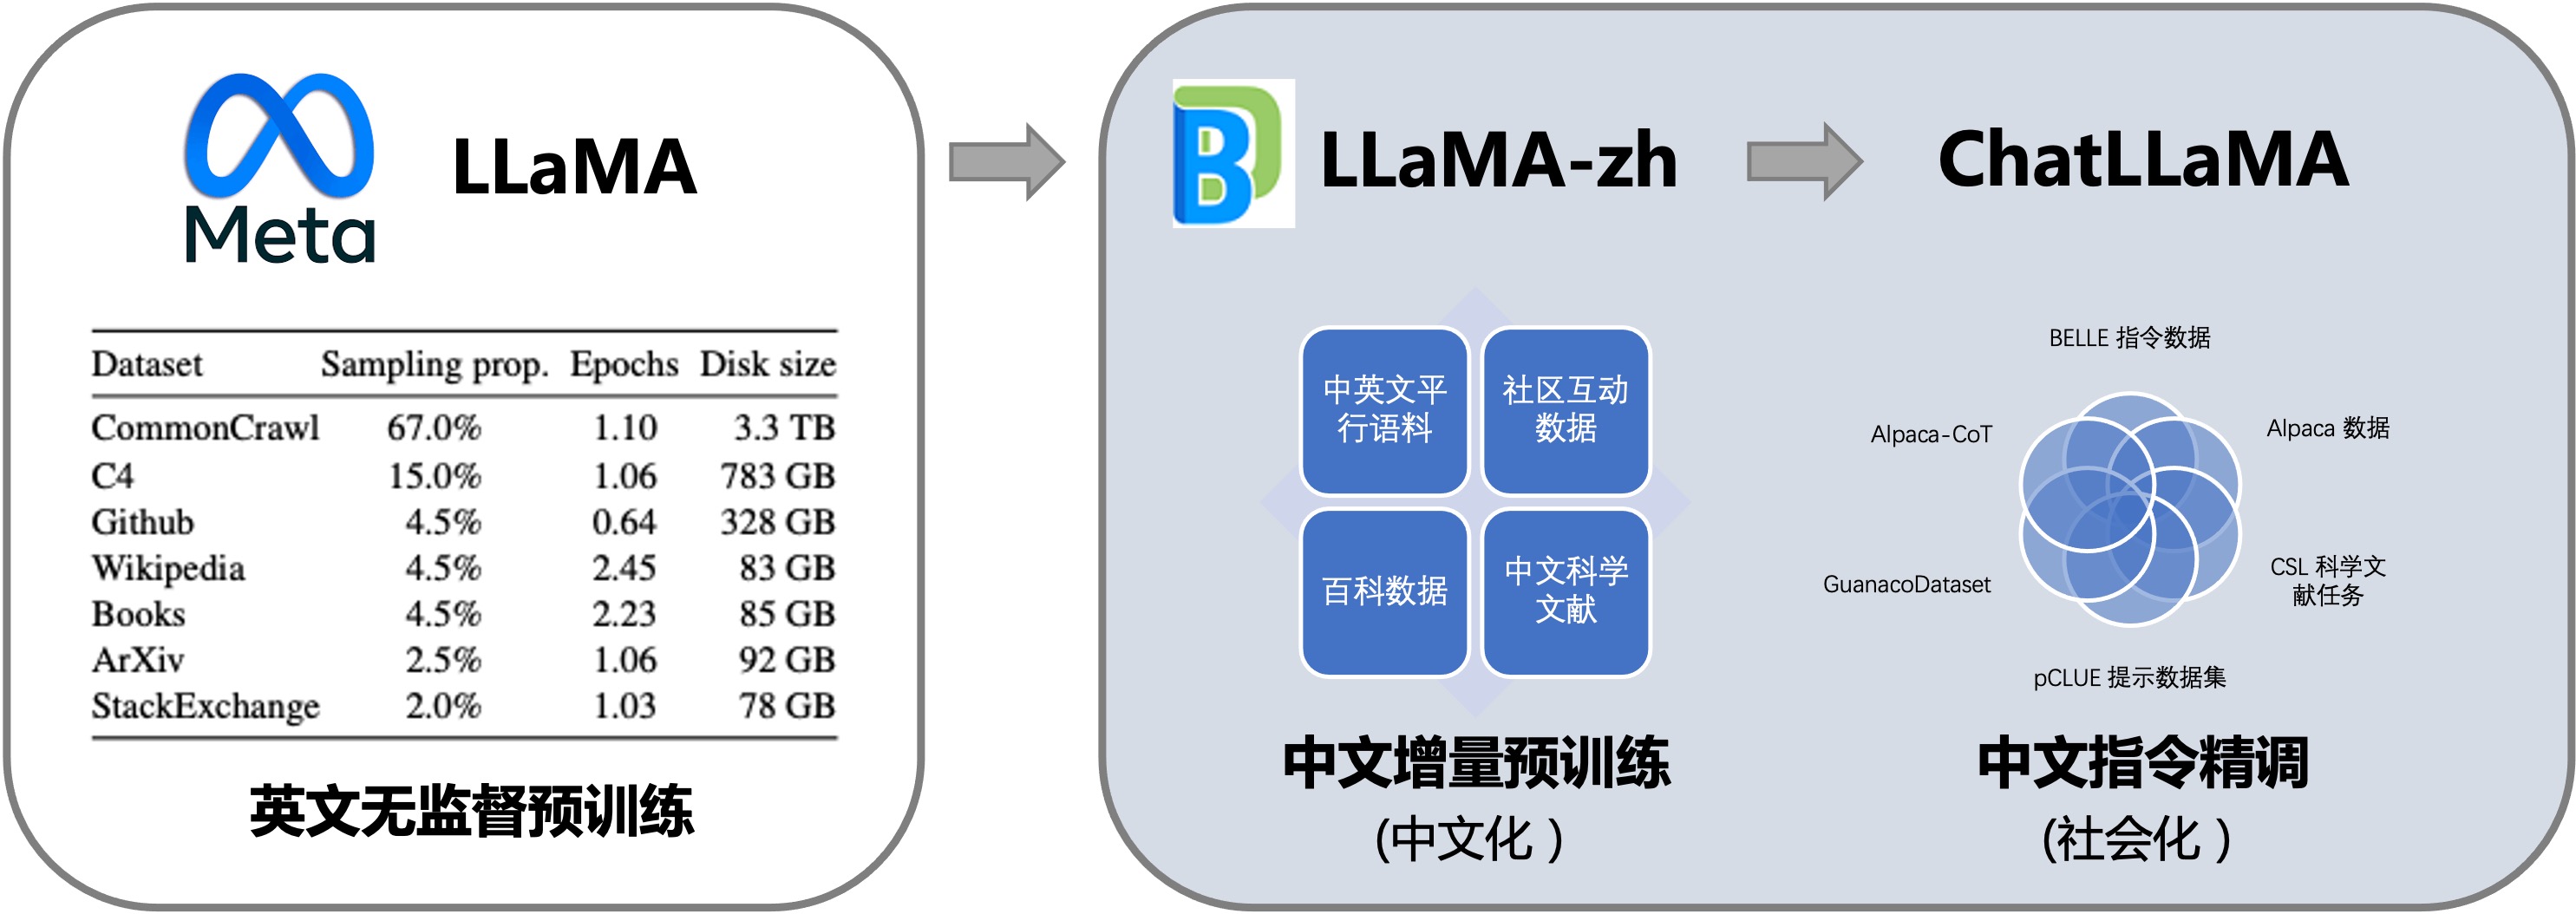 Meta
LLaMA
Dataset Sampling prop. Epochs Disk size
CommonCrawl 67.0% 1.10 3.3 TB
C4 15.0% 1.06 783 GB
Github 4.5% 0.64 328 GB
Wikipedia 4.5% 2.45 83 GB
Books 4.5% 2.23 85 GB
ArXiv 2.5% 1.06 92 GB
StackExchange 2.0% 1.03 78 GB
英文无监督预训练
B
LLaMA-zh
中英文平
行语料
社区互动
数据
百科数据
中文科学
文献
中文增量预训练
(中文化 )
ChatLLaMA
BELLE 指令数据
Alpaca-CoT
Alpaca 数据
GuanacoDataset
CSL 科学文
献任务
pCLUE 提示数据集
中文指令精调
(社会化 )